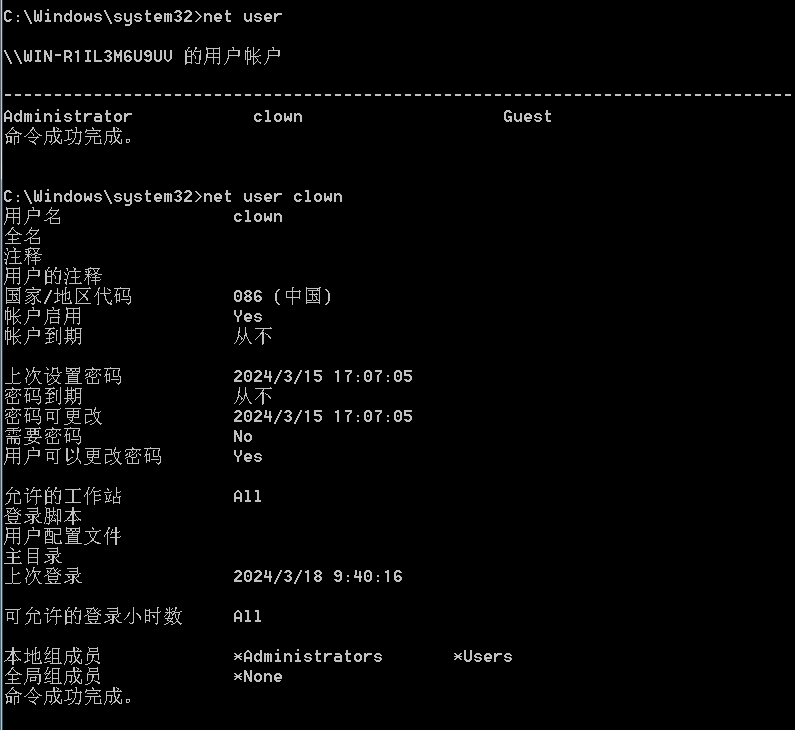 C:\Windows\system32>net user
\\WIN-R1IL3M6U9UV 的用户帐户
-------------------------------------------------------------------------------
Administrator            clown                    Guest
命令成功完成。
C:\Windows\system32>net user clown
用户名                 clown
全名
注释
用户的注释
国家/地区代码          086 (中国)
帐户启用               Yes
帐户到期               从不
上次设置密码           2024/3/15 17:07:05
密码到期               从不
密码可更改             2024/3/15 17:07:05
需要密码               No
用户可以更改密码       Yes
允许的工作站           All
登录脚本
用户配置文件
主目录
上次登录               2024/3/18 9:40:16
可允许的登录小时数     All
本地组成员             *Administrators       *Users
全局组成员             *None
命令成功完成。